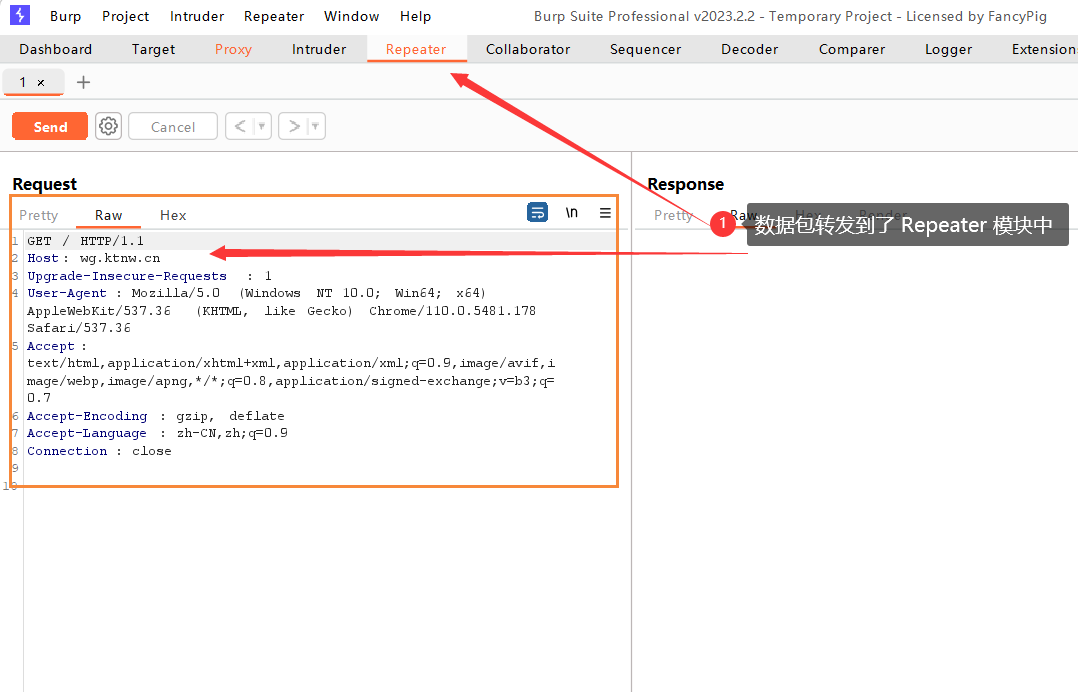 Burp Project Intruder Repeater Window Help Burp Suite Professional v2023.2.2 - Temporary Project - Licensed by FancyPig
Dashboard Target Proxy Intruder Repeater Collaborator Sequencer Decoder Comparer Logger Extension
1 × +
Send Cancel < >
Request Response
Pretty Raw Hex \n
Pretty Raw Hex Render
1 数据包转发到了 Repeater 模块中
1 GET / HTTP/1.1
2 Host : wg.ktnw.cn
3 Upgrade-Insecure-Requests : 1
4 User-Agent : Mozilla/5.0 (Windows NT 10.0; Win64; x64)
AppleWebKit/537.36 (KHTML, like Gecko) Chrome/110.0.5481.178
Safari/537.36
5 Accept :
text/html,application/xhtml+xml,application/xml;q=0.9,image/avif,i
mage/webp,image/apng,*/*;q=0.8,application/signed-exchange;v=b3;q=
0.7
6 Accept-Encoding : gzip, deflate
7 Accept-Language : zh-CN,zh;q=0.9
8 Connection : close
9
10